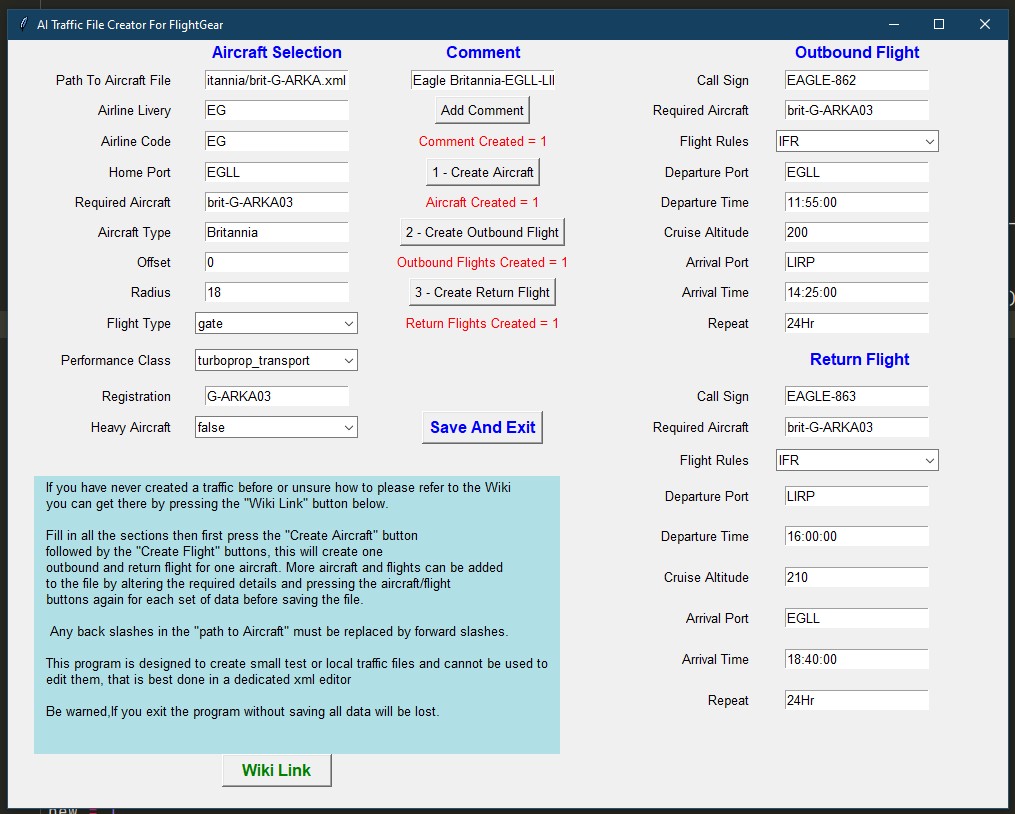 AI Traffic File Creator For FlightGear
Aircraft Selection
Path To Aircraft File itannia/brit-G-ARKA.xml
Airline Livery EG
Airline Code EG
Home Port EGLL
Required Aircraft brit-G-ARKA03
Aircraft Type Britannia
Offset 0
Radius 18
Flight Type gate
Performance Class turboprop_transport
Registration G-ARKA03
Heavy Aircraft false
Comment
Eagle Britannia-EGLL-LII
Add Comment
Comment Created = 1
1 - Create Aircraft
Aircraft Created = 1
2 - Create Outbound Flight
Outbound Flights Created = 1
3 - Create Return Flight
Return Flights Created = 1
Save And Exit
Outbound Flight
Call Sign EAGLE-862
Required Aircraft brit-G-ARKA03
Flight Rules IFR
Departure Port EGLL
Departure Time 11:55:00
Cruise Altitude 200
Arrival Port LIRP
Arrival Time 14:25:00
Repeat 24Hr
Return Flight
Call Sign EAGLE-863
Required Aircraft brit-G-ARKA03
Flight Rules IFR
Departure Port LIRP
Departure Time 16:00:00
Cruise Altitude 210
Arrival Port EGLL
Arrival Time 18:40:00
Repeat 24Hr
If you have never created a traffic before or unsure how to please refer to the Wiki
you can get there by pressing the "Wiki Link" button below.
Fill in all the sections then first press the "Create Aircraft" button
followed by the "Create Flight" buttons, this will create one
outbound and return flight for one aircraft. More aircraft and flights can be added
to the file by altering the required details and pressing the aircraft/flight
buttons again for each set of data before saving the file.
Any back slashes in the "path to Aircraft" must be replaced by forward slashes.
This program is designed to create small test or local traffic files and cannot be used to
edit them, that is best done in a dedicated xml editor
Be warned,If you exit the program without saving all data will be lost.
Wiki Link